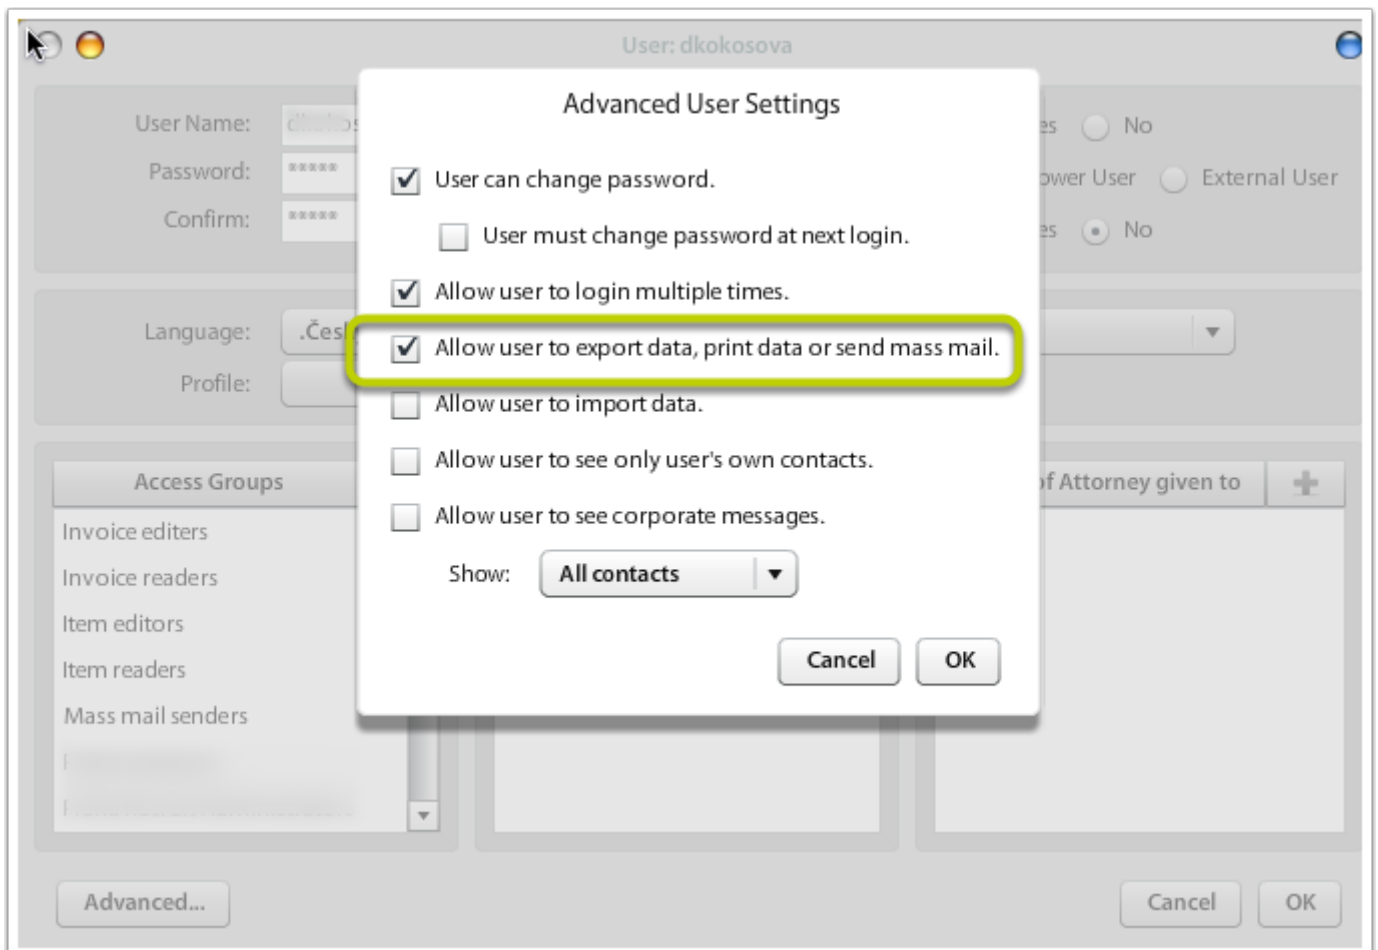 User: dkokosova
Advanced User Settings
User Name:
es No
Password: *****
User can change password.
ower User External User
Confirm: *****
User must change password at next login.
es No
Allow user to login multiple times.
Language: .Česk
Allow user to export data, print data or send mass mail.
Profile:
Allow user to import data.
Allow user to see only user's own contacts.
Access Groups
of Attorney given to
Allow user to see corporate messages.
Invoice editers
Show: All contacts
Invoice readers
Item editors
Item readers
Cancel OK
Mass mail senders
Advanced... Cancel OK